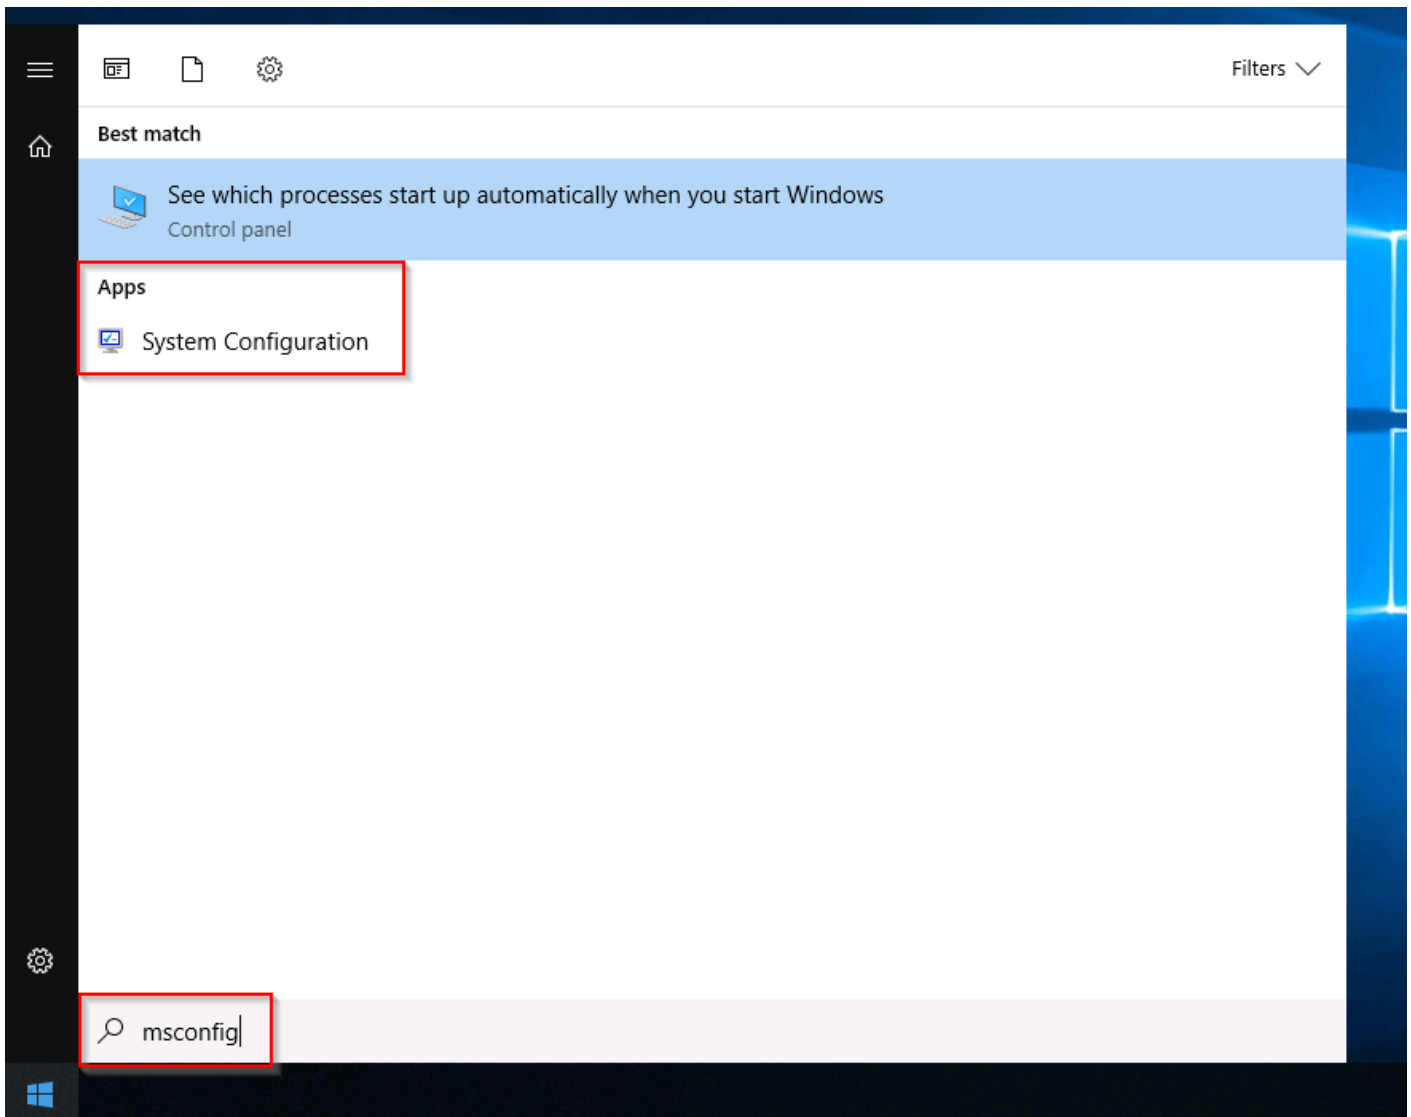 Filters
Best match
See which processes start up automatically when you start Windows
Control panel
Apps
System Configuration
msconfig